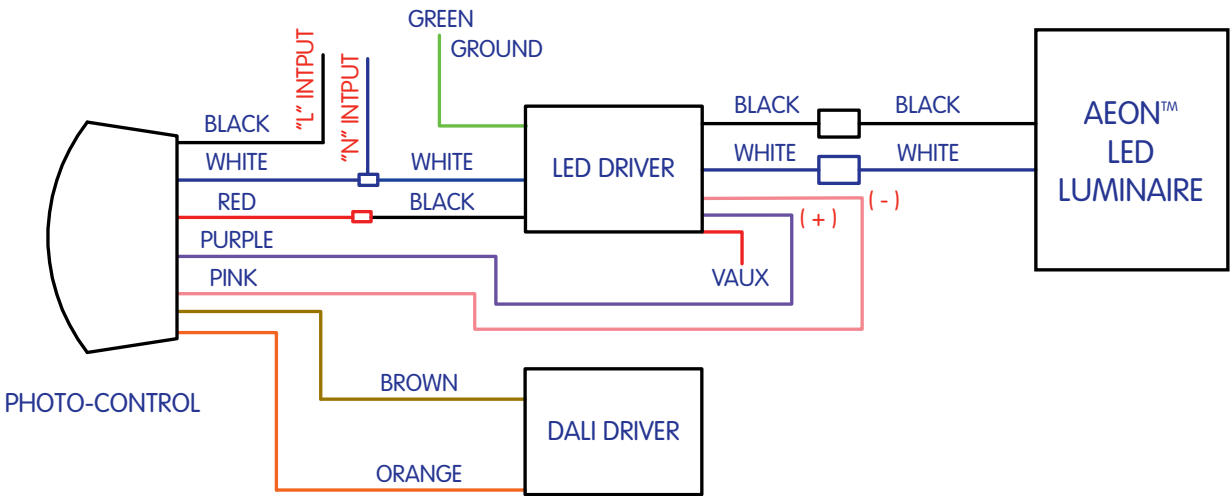 GREEN
GROUND
"L" INTPUT
"N" INTPUT
BLACK
WHITE
RED
PURPLE
PINK
WHITE
BLACK
LED DRIVER
BLACK
BLACK
WHITE
WHITE
(+)
(-)
VAUX
AEON™
LED
LUMINAIRE
PHOTO-CONTROL
BROWN
ORANGE
DALI DRIVER